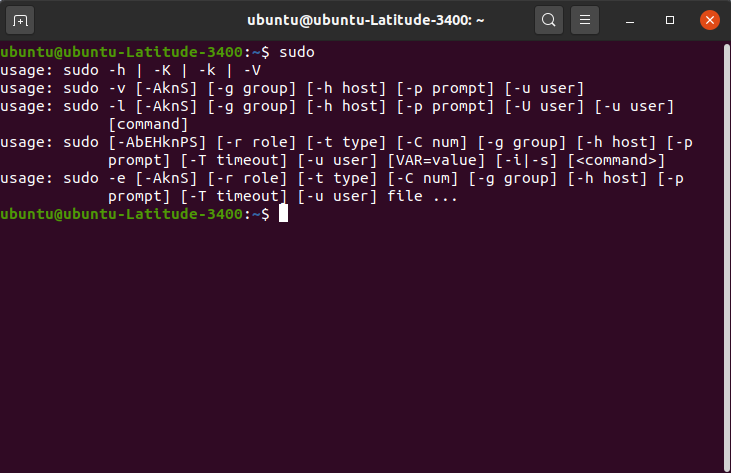 ubuntu@ubuntu-Latitude-3400: ~
ubuntu@ubuntu-Latitude-3400:~$ sudo
usage: sudo -h | -K | -k | -V
usage: sudo -v [-AknS] [-g group] [-h host] [-p prompt] [-u user]
usage: sudo -l [-AknS] [-g group] [-h host] [-p prompt] [-U user] [-u user]
            [command]
usage: sudo [-AbEHknPS] [-r role] [-t type] [-C num] [-g group] [-h host] [-p
            prompt] [-T timeout] [-u user] [VAR=value] [-i|-s] [<command>]
usage: sudo -e [-AknS] [-r role] [-t type] [-C num] [-g group] [-h host] [-p
            prompt] [-T timeout] [-u user] file ...
ubuntu@ubuntu-Latitude-3400:~$